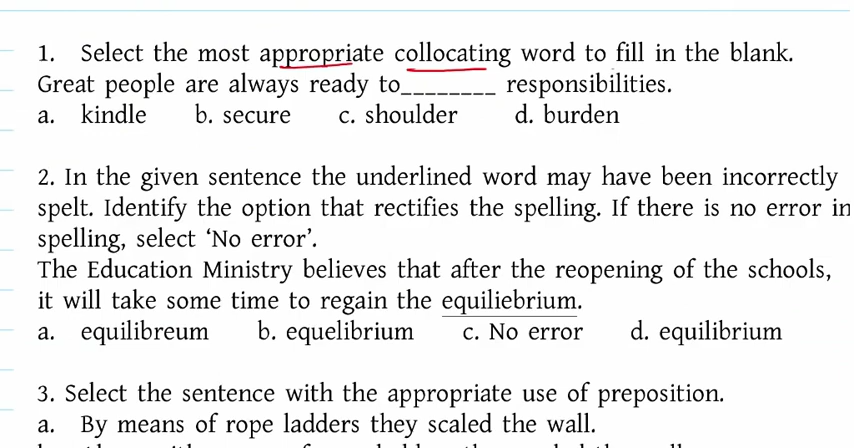 1. Select the most appropriate collocating word to fill in the blank.
Great people are always ready to________ responsibilities.
a. kindle b. secure c. shoulder d. burden
2. In the given sentence the underlined word may have been incorrectly
spelt. Identify the option that rectifies the spelling. If there is no error in
spelling, select ‘No error’.
The Education Ministry believes that after the reopening of the schools,
it will take some time to regain the equiliebrium.
a. equilibreum b. equelibrium c. No error d. equilibrium
3. Select the sentence with the appropriate use of preposition.
a. By means of rope ladders they scaled the wall.